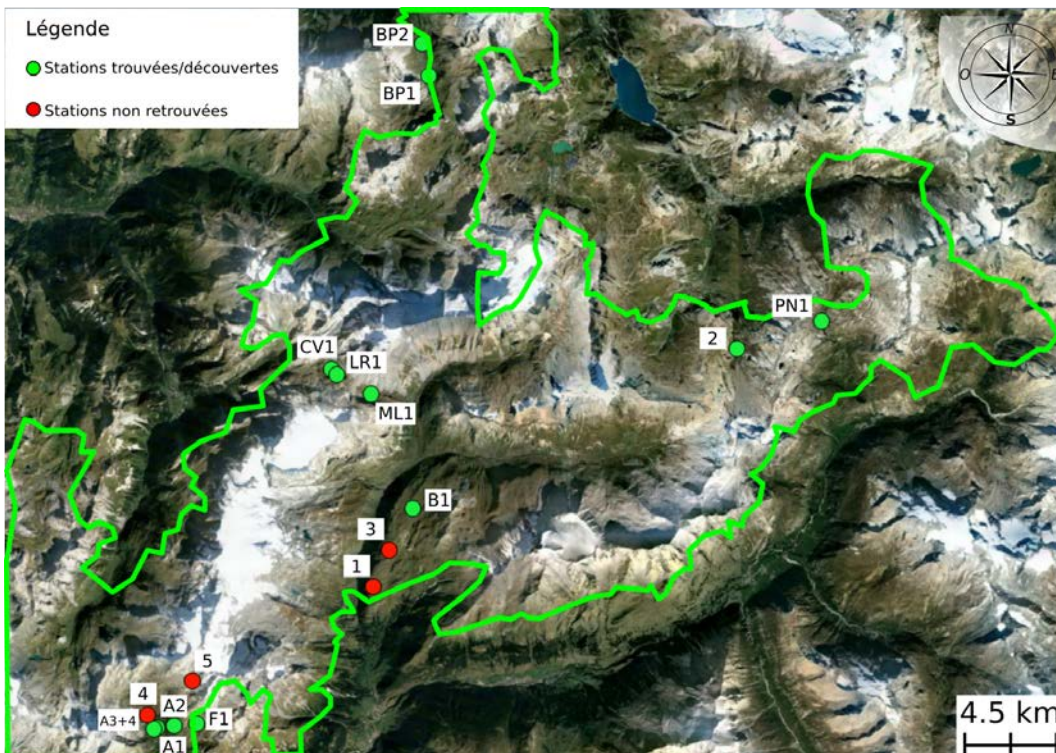 Légende
Stations trouvées/découvertes
Stations non retrouvées
BP2
BP1
N
O
S
PN1
2
CV1
LR1
ML1
B1
3
1
5
4
A2
A3+4
F1
A1
4.5 km